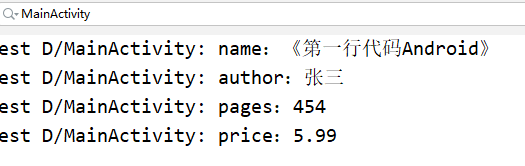 MainActivity
est D/MainActivity: name：《第一行代码Android》
est D/MainActivity: author：张三
est D/MainActivity: pages：454
est D/MainActivity: price：5.99